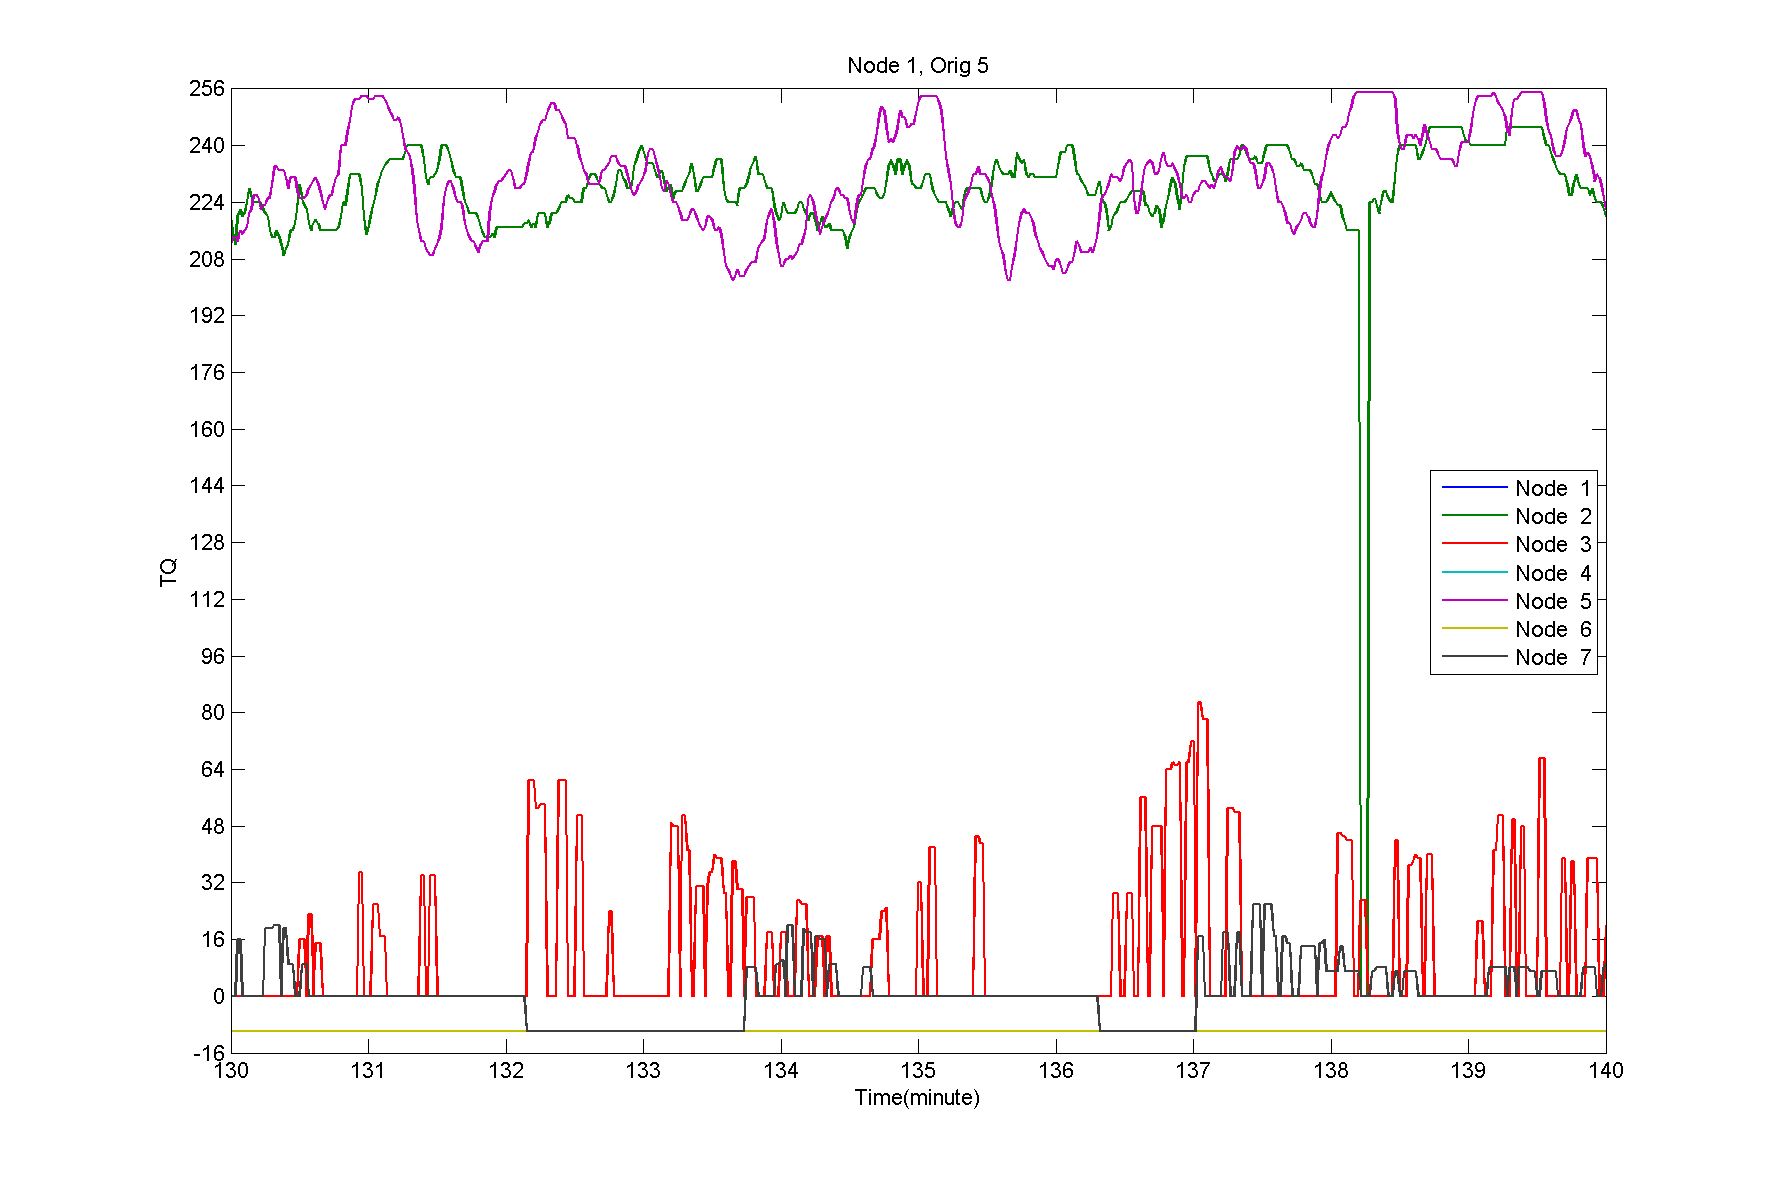 Node 1, Orig 5
256
240
224
208
192
176
160
144
128
112
96
80
64
48
32
16
0
-16
TQ
Node 1
Node 2
Node 3
Node 4
Node 5
Node 6
Node 7
130 131 132 133 134 135 136 137 138 139 140
Time(minute)